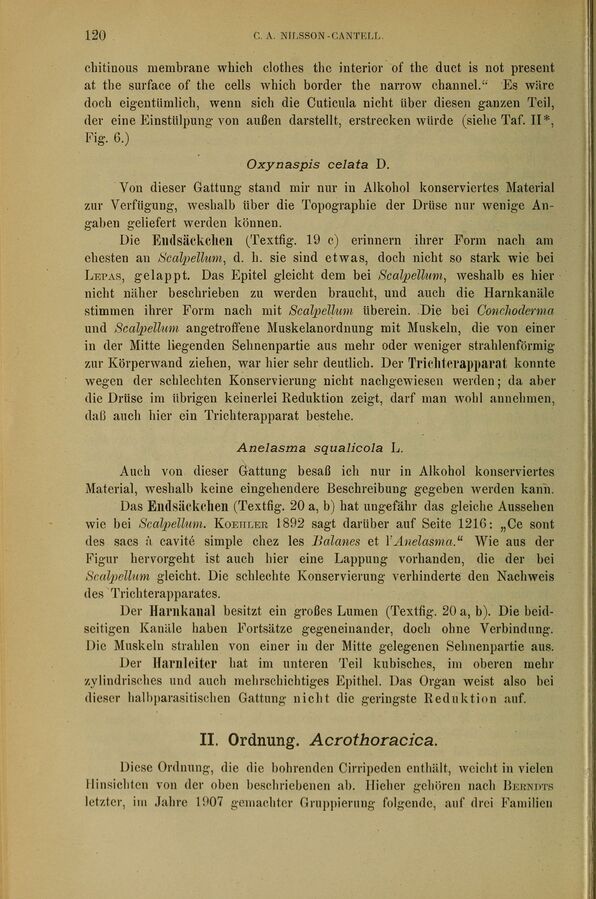 120
C. A. NILSSON-CANTELL.
chitinous membrane which clothes the interior of the duct is not present
at the surface of the cells which border the narrow channel.“ Es wäre
doch eigentümlich, wenn sich die Cuticula nicht über diesen ganzen Teil,
der eine Einstülpung von außen darstellt, erstrecken würde (siehe Taf. II*,
Fig. 6.)
Oxynaspis celata D.
Von dieser Gattung stand mir nur in Alkohol konserviertes Material
zur Verfügung, weshalb über die Topographie der Drüse nur wenige An-
gaben geliefert werden können.
Die Endsäckchen (Textfig. 19 c) erinnern ihrer Form nach am
ehesten an Scalpellum, d. h. sie sind etwas, doch nicht so stark wie bei
LEPAS, gelappt. Das Epitel gleicht dem bei Scalpellum, weshalb es hier
nicht näher beschrieben zu werden braucht, und auch die Harnkanäle
stimmen ihrer Form nach mit Scalpellum überein. Die bei Conchoderma
und Scalpellum angetroffene Muskelanordnung mit Muskeln, die von einer
in der Mitte liegenden Sehnenpartie aus mehr oder weniger strahlenförmig
zur Körperwand ziehen, war hier sehr deutlich. Der Trichterapparat konnte
wegen der schlechten Konservierung nicht nachgewiesen werden; da aber
die Drüse im übrigen keinerlei Reduktion zeigt, darf man wohl annehmen,
daß auch hier ein Trichterapparat bestehe.
Anelasma squalicola L.
Auch von dieser Gattung besaß ich nur in Alkohol konserviertes
Material, weshalb keine eingehendere Beschreibung gegeben werden kann.
Das Endsäckchen (Textfig. 20 a, b) hat ungefähr das gleiche Aussehen
wie bei Scalpellum. KOEHLER 1892 sagt darüber auf Seite 1216: „Ce sont
des sacs à cavité simple chez les Balanes et l'Anelasma.“ Wie aus der
Figur hervorgeht ist auch hier eine Lappung vorhanden, die der bei
Scalpellum gleicht. Die schlechte Konservierung verhinderte den Nachweis
des Trichterapparates.
Der Harnkanal besitzt ein großes Lumen (Textfig. 20 a, b). Die beid-
seitigen Kanäle haben Fortsätze gegeneinander, doch ohne Verbindung.
Die Muskeln strahlen von einer in der Mitte gelegenen Sehnenpartie aus.
Der Harnleiter hat im unteren Teil kubisches, im oberen mehr
zylindrisches und auch mehrschichtiges Epithel. Das Organ weist also bei
dieser halbparasitischen Gattung nicht die geringste Reduktion auf.
II. Ordnung. Acrothoracica.
Diese Ordnung, die die bohrenden Cirripeden enthält, weicht in vielen
Hinsichten von der oben beschriebenen ab. Hieher gehören nach BERNDTS
letzter, im Jahre 1907 gemachter Gruppierung folgende, auf drei Familien